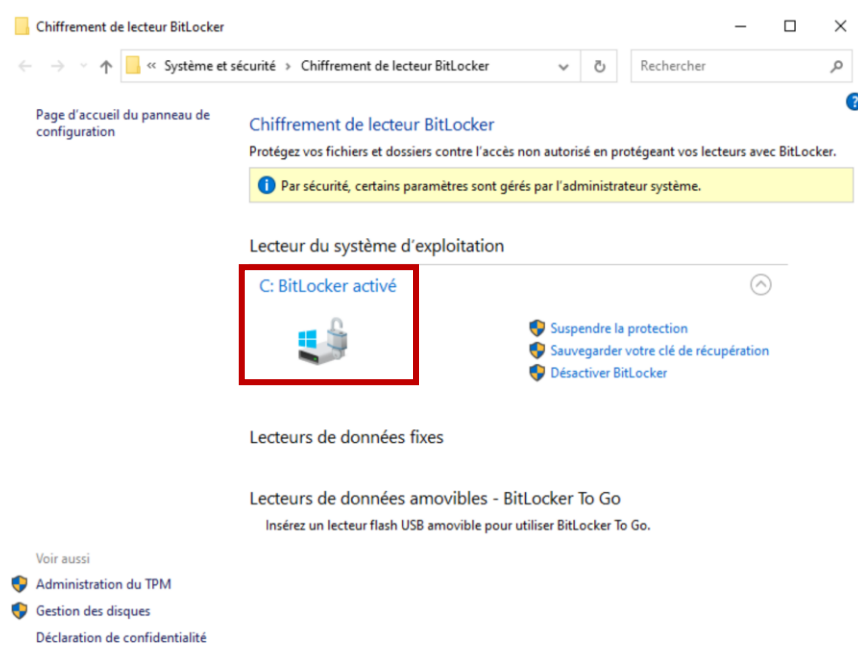 Chiffrement de lecteur BitLocker
« Système et sécurité > Chiffrement de lecteur BitLocker
Rechercher
?
Page d'accueil du panneau de
configuration
Chiffrement de lecteur BitLocker
Protégez vos fichiers et dossiers contre l'accès non autorisé en protégeant vos lecteurs avec BitLocker.
Par sécurité, certains paramètres sont gérés par l'administrateur système.
Lecteur du système d'exploitation
C: BitLocker activé
Suspendre la protection
Sauvegarder votre clé de récupération
Désactiver BitLocker
Lecteurs de données fixes
Lecteurs de données amovibles - BitLocker To Go
Insérez un lecteur flash USB amovible pour utiliser BitLocker To Go.
Voir aussi
Administration du TPM
Gestion des disques
Déclaration de confidentialité